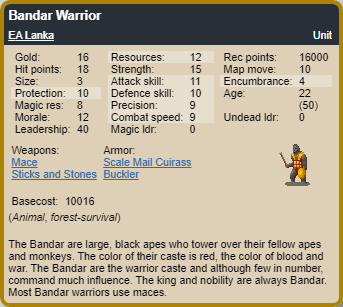 Bandar Warrior
EA Lanka Unit
Gold: 16 Resources: 12 Rec points: 16000
Hit points: 18 Strength: 15 Map move: 10
Size: 3 Attack skill: 11 Encumbrance: 4
Protection: 10 Defence skill: 10 Age: 22
Magic res: 8 Precision: 9 (50)
Morale: 12 Combat speed: 9 Undead ldr: 0
Leadership: 40 Magic ldr: 0
Weapons: Armor:
Mace Scale Mail Cuirass
Sticks and Stones Buckler
Basecost: 10016
(Animal, forest-survival)
The Bandar are large, black apes who tower over their fellow apes
and monkeys. The color of their caste is red, the color of blood and
war. The Bandar are the warrior caste and although few in number,
command much influence. The king and nobility are always Bandar.
Most Bandar warriors use maces.